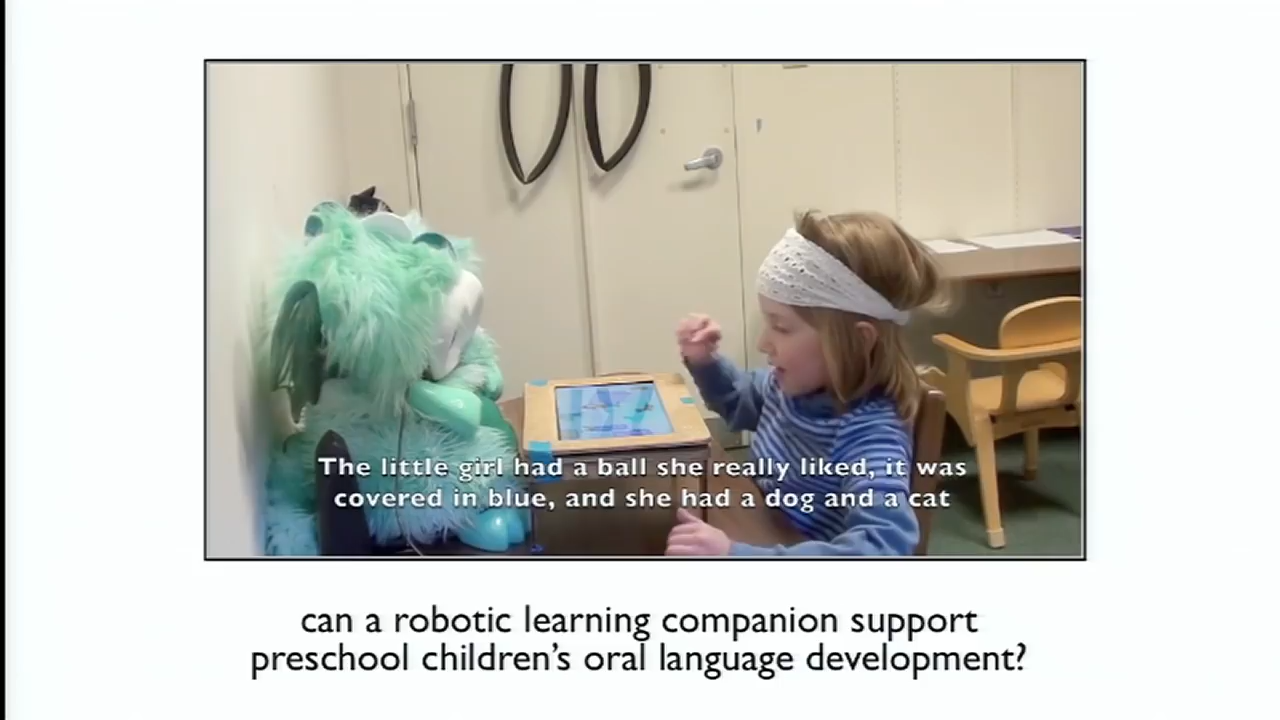 The little girl had a ball she really liked, it was
covered in blue, and she had a dog and a cat
can a robotic learning companion support
preschool children's oral language development?